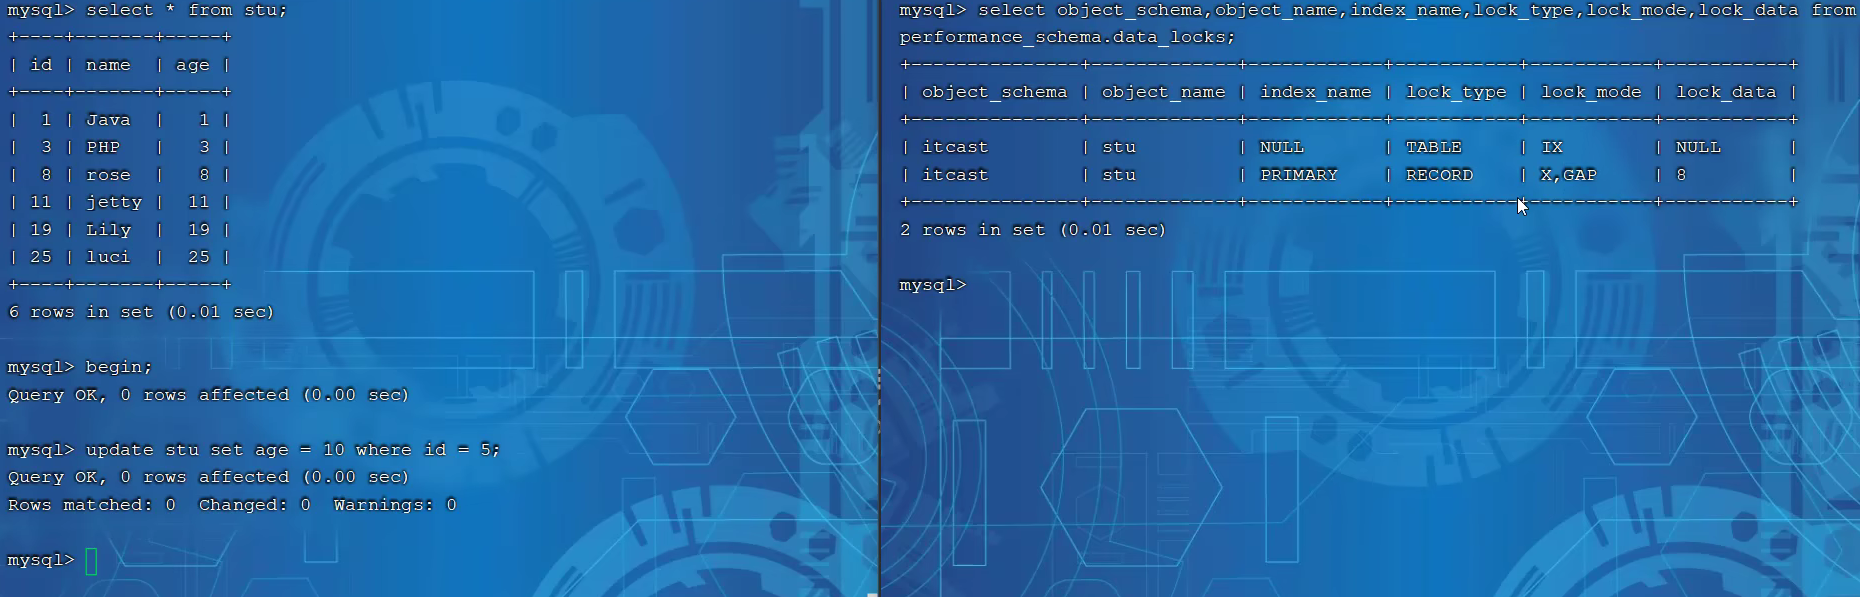 mysql> select * from stu;
+----+-------+-----+
| id | name  | age |
+----+-------+-----+
|  1 | Java  |   1 |
|  3 | PHP   |   3 |
|  8 | rose  |   8 |
| 11 | jetty |  11 |
| 19 | Lily  |  19 |
| 25 | luci  |  25 |
+----+-------+-----+
6 rows in set (0.01 sec)
mysql> begin;
Query OK, 0 rows affected (0.00 sec)
mysql> update stu set age = 10 where id = 5;
Query OK, 0 rows affected (0.00 sec)
Rows matched: 0  Changed: 0  Warnings: 0
mysql>
mysql> select object_schema,object_name,index_name,lock_type,lock_mode,lock_data from
performance_schema.data_locks;
+---------------+-------------+------------+-----------+-----------+-----------+
| object_schema | object_name | index_name | lock_type | lock_mode | lock_data |
+---------------+-------------+------------+-----------+-----------+-----------+
| itcast        | stu         | NULL       | TABLE     | IX        | NULL      |
| itcast        | stu         | PRIMARY    | RECORD    | X,GAP     | 8         |
+---------------+-------------+------------+-----------+-----------+-----------+
2 rows in set (0.01 sec)
mysql>